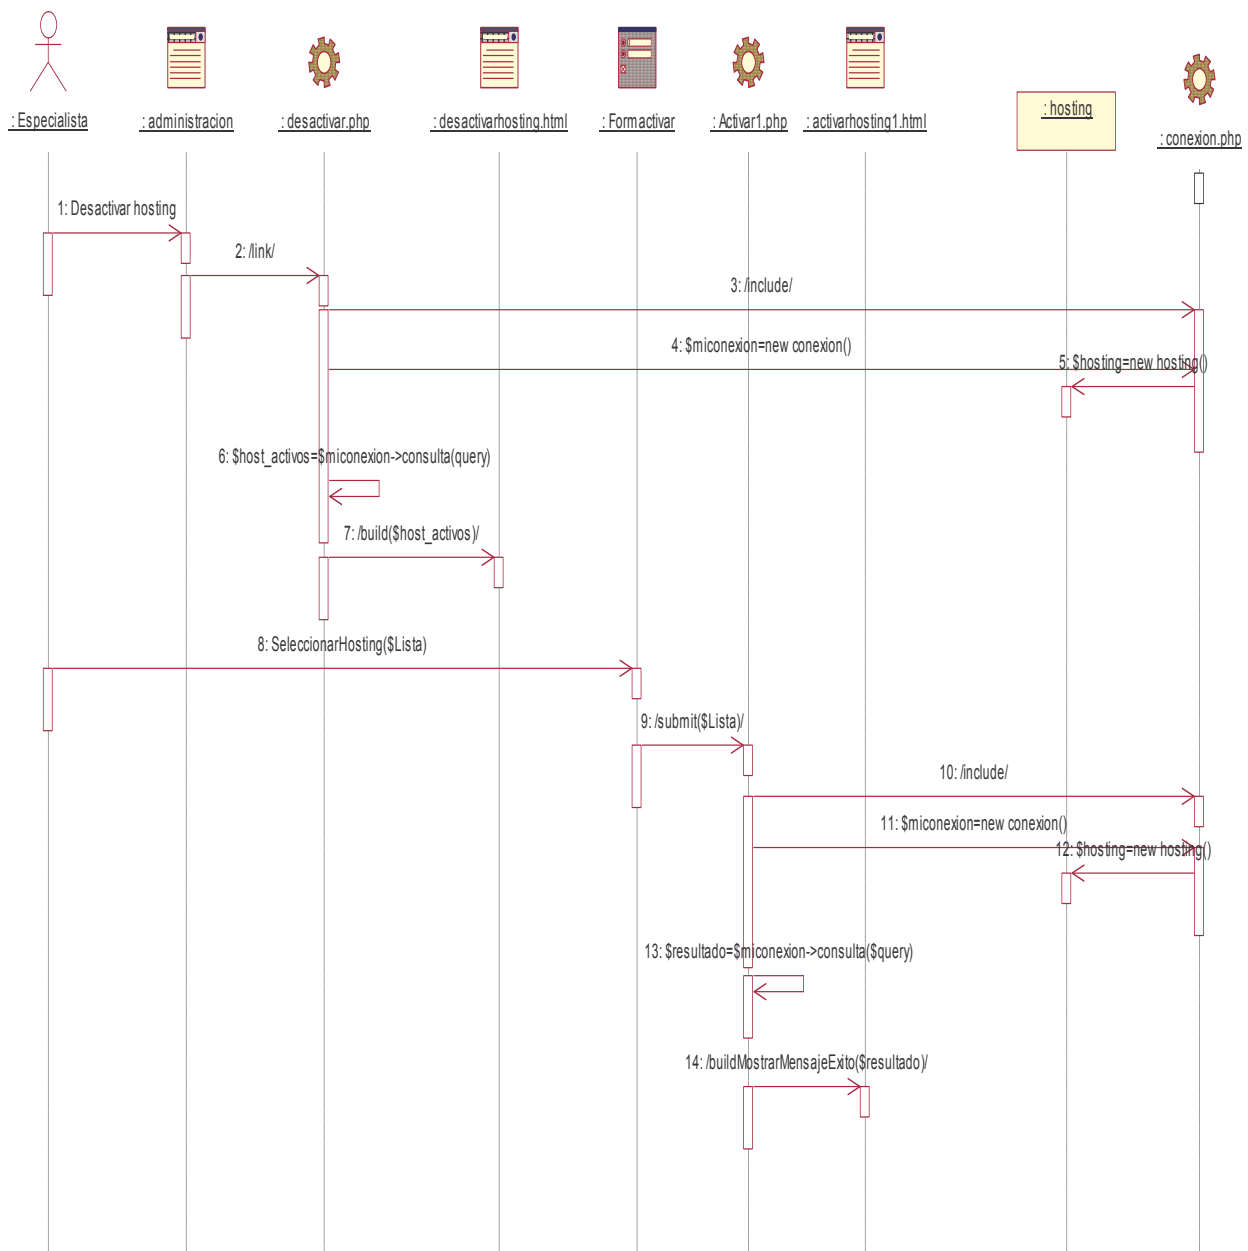 : Especialista
: administracion
: desactivar.php
: desactivarhosting.html
: Formactivar
: Activar1.php
: activarhosting1.html
: hosting
: conexion.php
1: Desactivar hosting
2: /link/
3: /include/
4: $miconexion=new conexion()
5: $hosting=new hosting()
6: $host_activos=$miconexion->consulta(query)
7: /build($host_activos)/
8: SeleccionarHosting($Lista)
9: /submit($Lista)/
10: /include/
11: $miconexion=new conexion()
12: $hosting=new hosting()
13: $resultado=$miconexion->consulta($query)
14: /buildMostrarMensajeExito($resultado)/